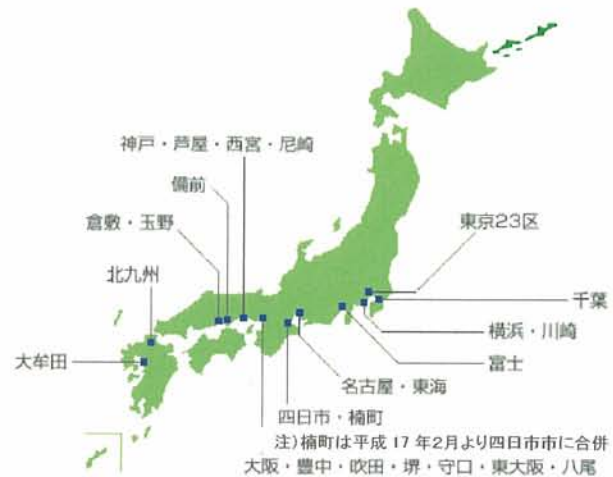 神戸・芦屋・西宮・尼崎
備前
倉敷・玉野
北九州
大牟田
東京23区
千葉
横浜・川崎
富士
名古屋・東海
四日市・楠町
注)楠町は平成17年2月より四日市市に合併
大阪・豊中・吹田・堺・守口・東大阪・八尾